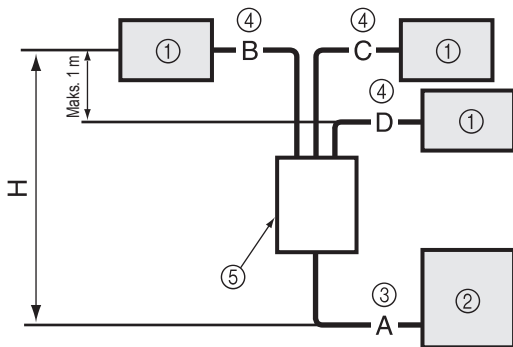 ④ ④
① B C ①
④
Maks. 1 m
D ①
H
⑤
③ ②
A